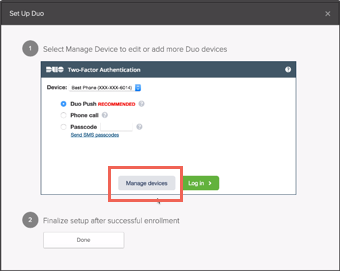 Set Up Duo
1 Select Manage Device to edit or add more Duo devices
Two-Factor Authentication
Device: Best Phone (XXX-XXX-6014)
Duo Push RECOMMENDED
Phone call
Passcode
Send SMS passcodes
Manage devices Log in
2 Finalize setup after successful enrollment
Done